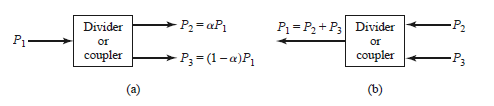 P₁
Divider
or
coupler
P₂ = αP₁
P₃ = (1 – α)P₁
(a)
P₁ = P₂ + P₃
Divider
or
coupler
P₂
P₃
(b)